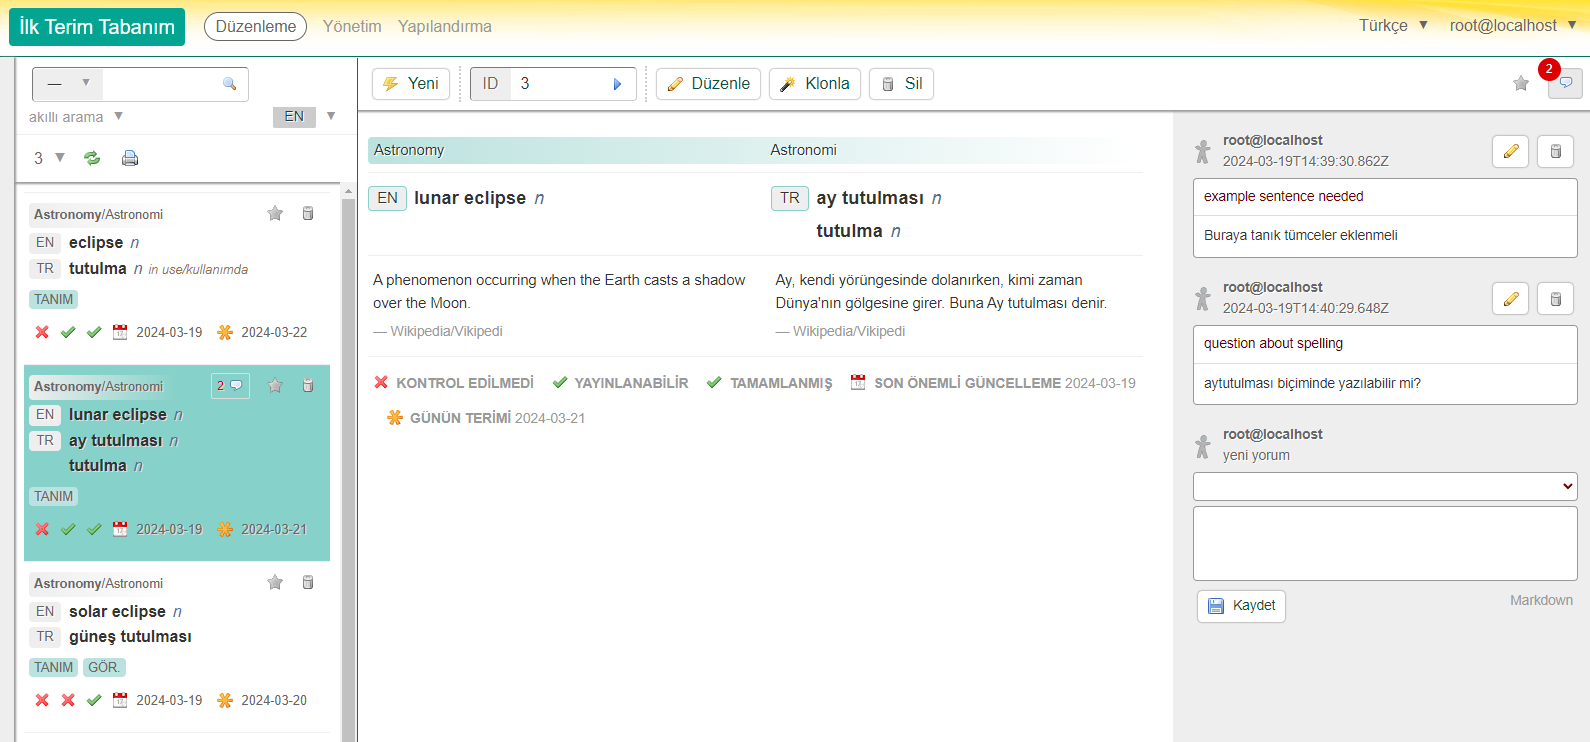 İlk Terim Tabanım Düzenleme Yönetim Yapılandırma Türkçe root@localhost
—
akıllı arama EN
3
Astronomy/Astronomi
EN eclipse n
TR tutulma n in use/kullanımda
TANIM
2024-03-19 2024-03-22
Astronomy/Astronomi 2
EN lunar eclipse n
TR ay tutulması n
tutulma n
TANIM
2024-03-19 2024-03-21
Astronomy/Astronomi
EN solar eclipse n
TR güneş tutulması
TANIM GÖR.
2024-03-19 2024-03-20
Yeni ID 3 Düzenle Klonla Sil 2
Astronomy Astronomi
EN lunar eclipse n TR ay tutulması n
tutulma n
A phenomenon occurring when the Earth casts a shadow
over the Moon.
— Wikipedia/Vikipedi
Ay, kendi yörüngesinde dolanırken, kimi zaman
Dünya'nın gölgesine girer. Buna Ay tutulması denir.
— Wikipedia/Vikipedi
KONTROL EDİLMEDİ YAYINLANABİLİR TAMAMLANMIŞ SON ÖNEMLİ GÜNCELLEME 2024-03-19
GÜNÜN TERİMİ 2024-03-21
root@localhost
2024-03-19T14:39:30.862Z
example sentence needed
Buraya tanık tümceler eklenmeli
root@localhost
2024-03-19T14:40:29.648Z
question about spelling
aytutulması biçiminde yazılabilir mi?
root@localhost
yeni yorum
Kaydet Markdown